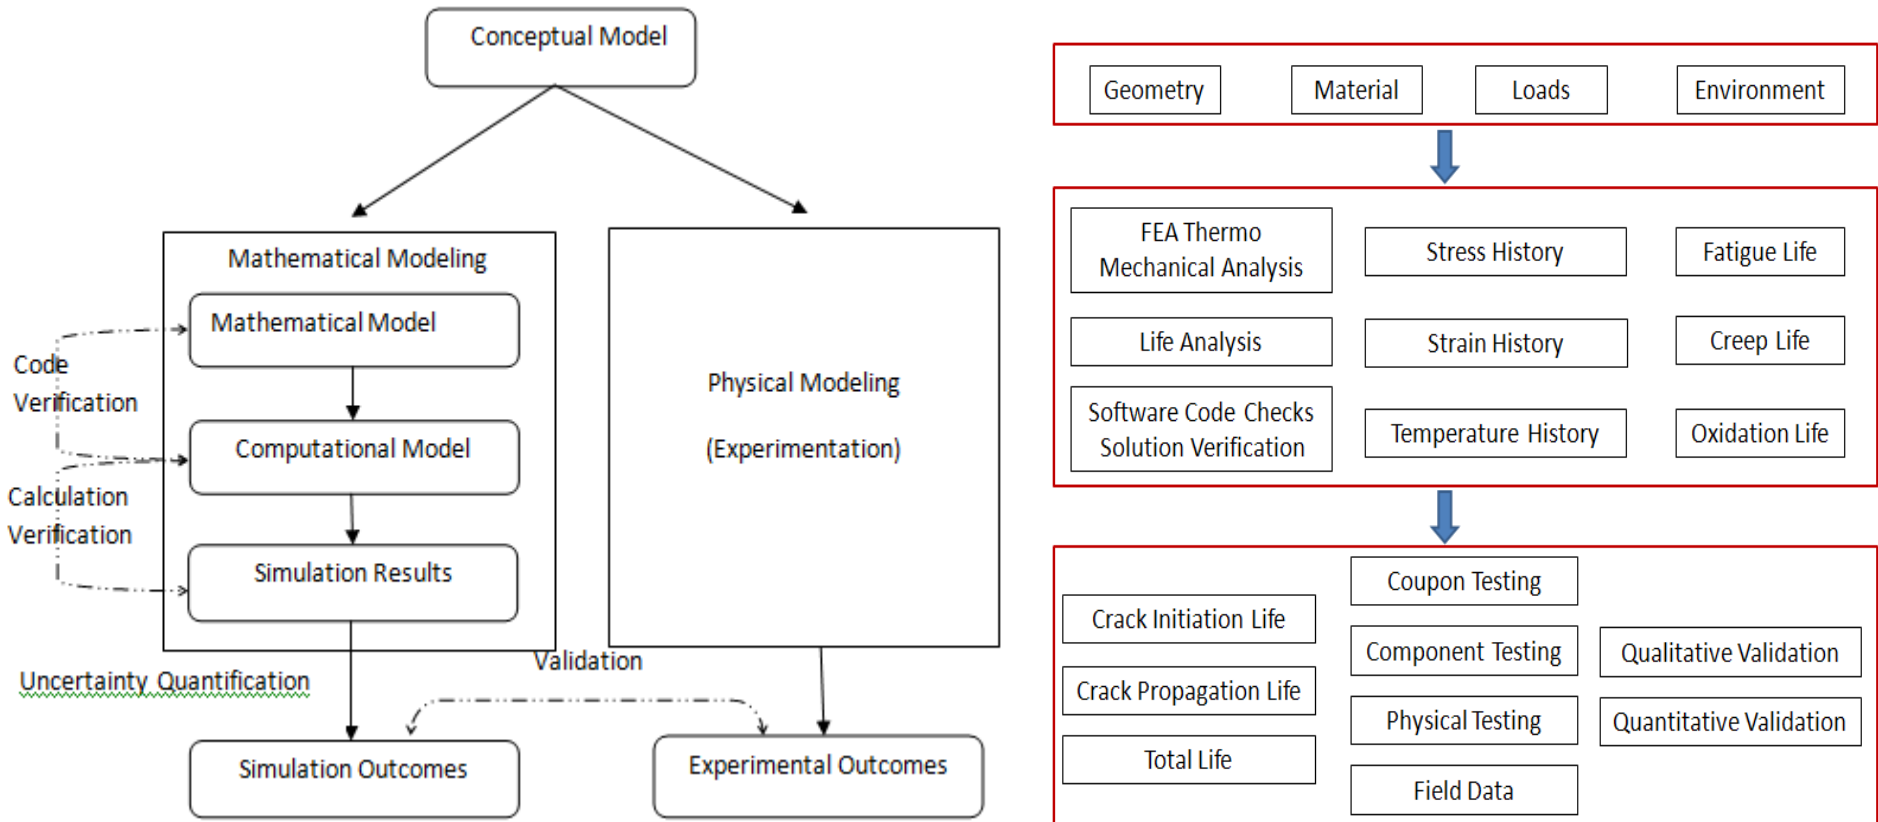 Conceptual Model
Mathematical Modeling
Mathematical Model
Code
Verification
Computational Model
Calculation
Verification
Simulation Results
Physical Modeling
(Experimentation)
Uncertainty Quantification
Validation
Simulation Outcomes
Experimental Outcomes
Geometry
Material
Loads
Environment
FEA Thermo
Mechanical Analysis
Stress History
Fatigue Life
Life Analysis
Strain History
Creep Life
Software Code Checks
Solution Verification
Temperature History
Oxidation Life
Crack Initiation Life
Crack Propagation Life
Total Life
Coupon Testing
Component Testing
Physical Testing
Field Data
Qualitative Validation
Quantitative Validation